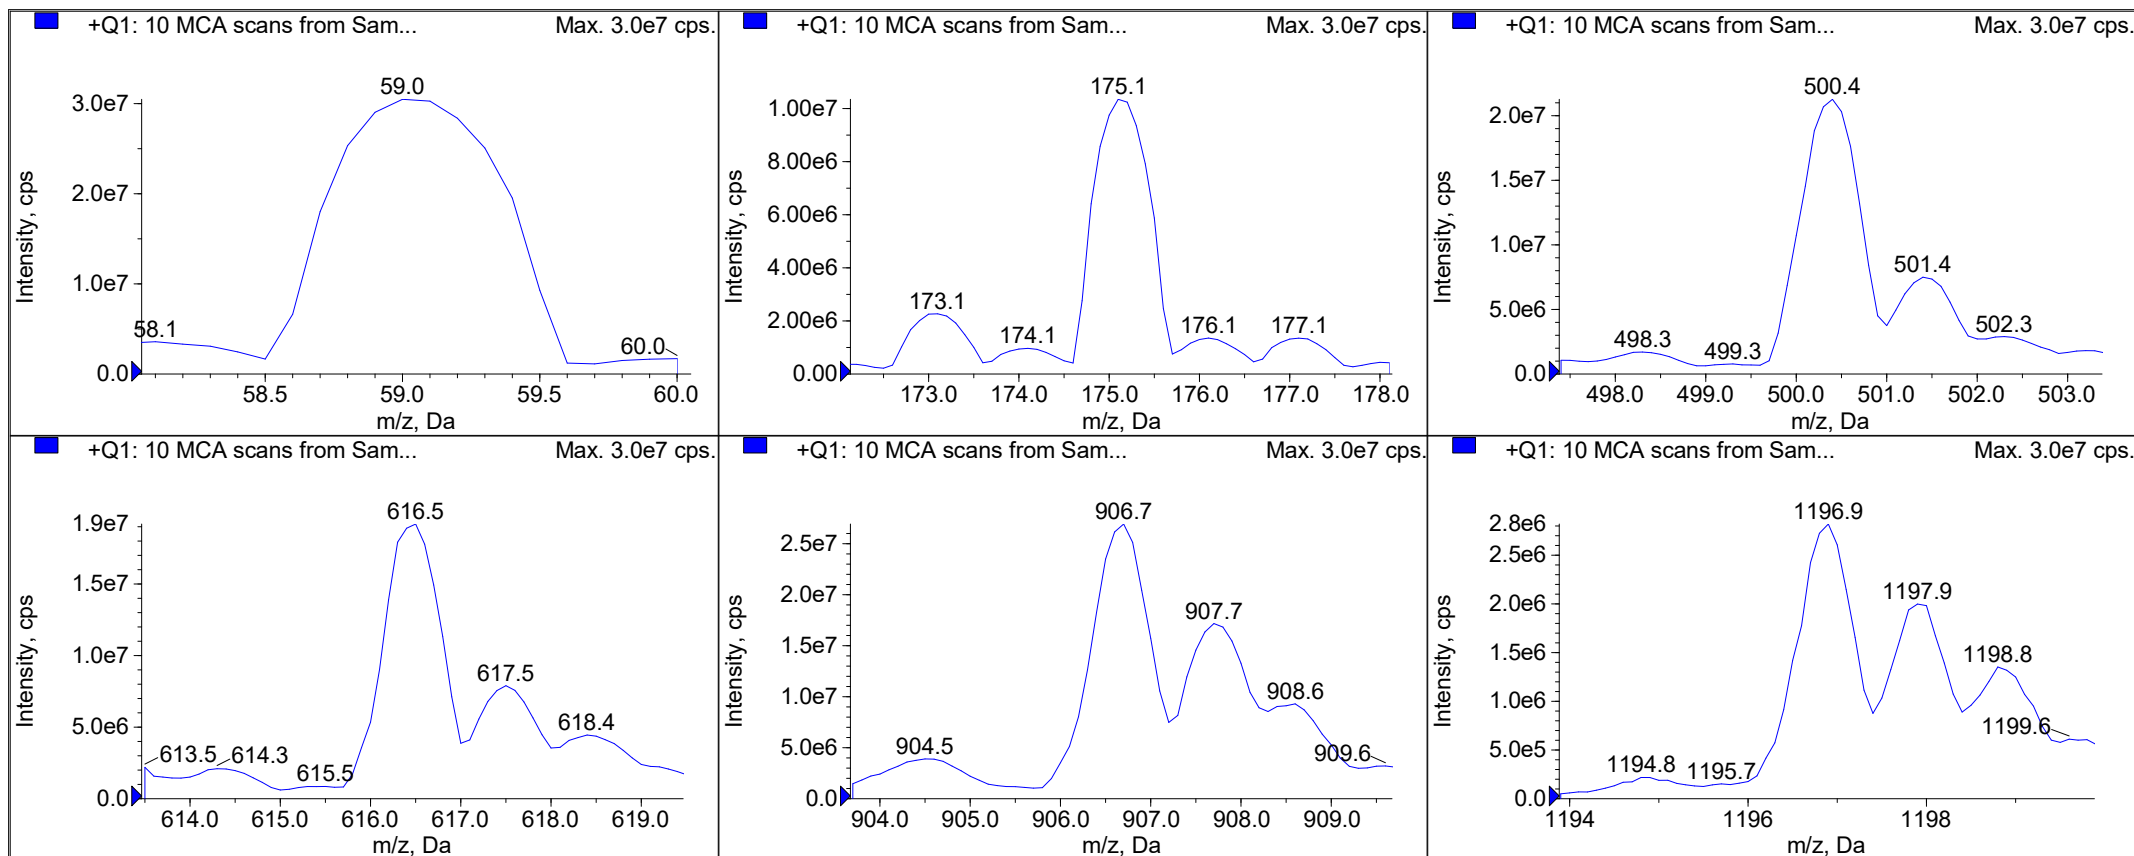 +Q1: 10 MCA scans from Sam... Max. 3.0e7 cps.
59.0
3.0e7
2.0e7
1.0e7
0.0
58.1
60.0
58.5 59.0 59.5 60.0
m/z, Da
Intensity, cps
+Q1: 10 MCA scans from Sam... Max. 3.0e7 cps.
175.1
1.00e7
8.00e6
6.00e6
4.00e6
2.00e6
0.00
173.1
174.1
176.1
177.1
173.0 174.0 175.0 176.0 177.0 178.0
m/z, Da
Intensity, cps
+Q1: 10 MCA scans from Sam... Max. 3.0e7 cps.
500.4
2.0e7
1.5e7
1.0e7
5.0e6
0.0
501.4
498.3
499.3
502.3
498.0 499.0 500.0 501.0 502.0 503.0
m/z, Da
Intensity, cps
+Q1: 10 MCA scans from Sam... Max. 3.0e7 cps.
616.5
1.9e7
1.5e7
1.0e7
5.0e6
0.0
617.5
618.4
613.5
614.3
615.5
614.0 615.0 616.0 617.0 618.0 619.0
m/z, Da
Intensity, cps
+Q1: 10 MCA scans from Sam... Max. 3.0e7 cps.
906.7
2.5e7
2.0e7
1.5e7
1.0e7
5.0e6
0.0
907.7
908.6
904.5
909.6
904.0 905.0 906.0 907.0 908.0 909.0
m/z, Da
Intensity, cps
+Q1: 10 MCA scans from Sam... Max. 3.0e7 cps.
1196.9
2.8e6
2.5e6
2.0e6
1.5e6
1.0e6
5.0e5
0.0
1197.9
1198.8
1199.6
1194.8
1195.7
1194 1196 1198
m/z, Da
Intensity, cps